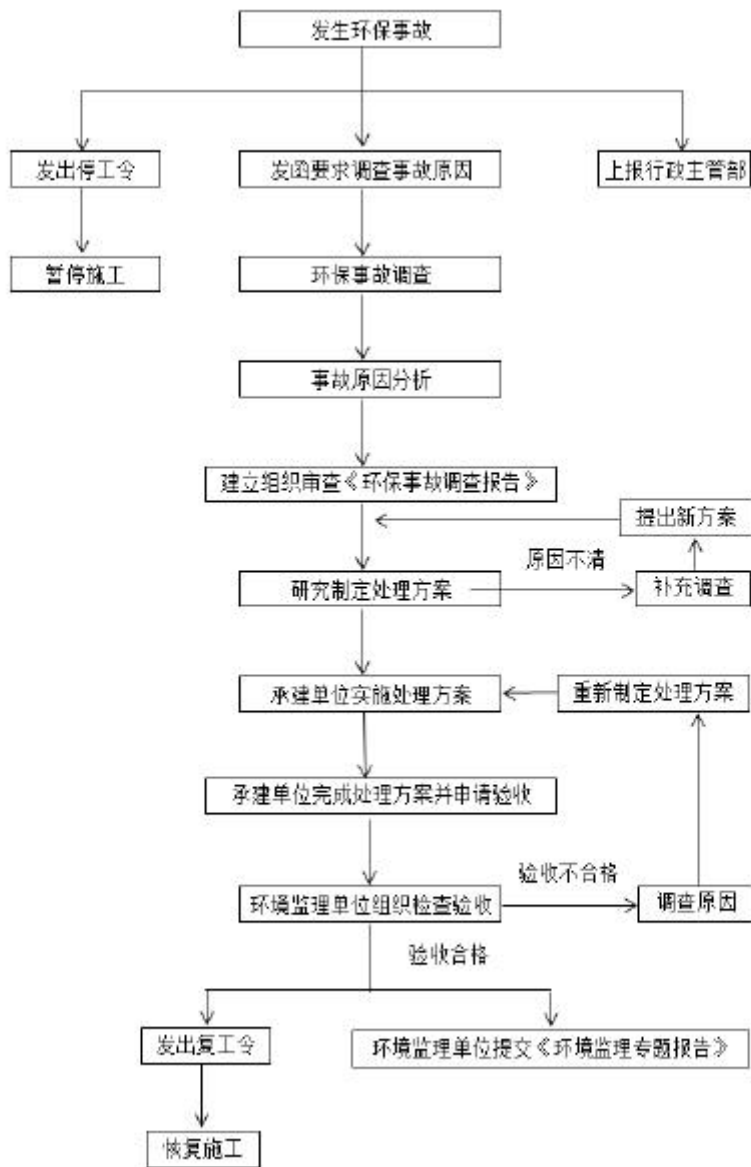 发生环保事故
发出停工令
发函要求调查事故原因
上报行政主管部
暂停施工
环保事故调查
事故原因分析
建立组织审查《环保事故调查报告》
提出新方案
原因不清
研究制定处理方案
补充调查
承建单位实施处理方案
重新制定处理方案
承建单位完成处理方案并申请验收
验收不合格
环境监理单位组织检查验收
调查原因
验收合格
发出复工令
环境监理单位提交《环境监理专题报告》
恢复施工